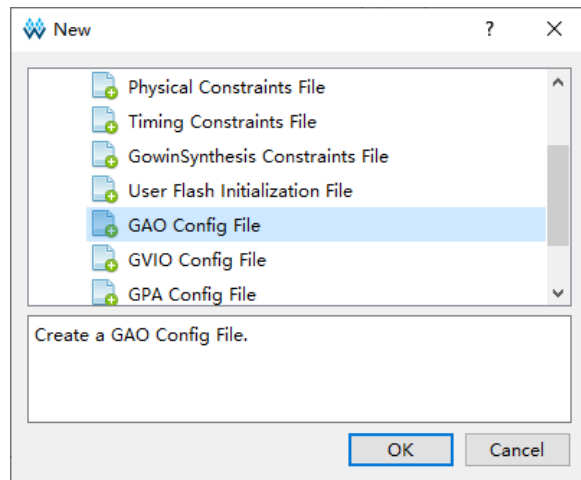 New
?
Physical Constraints File
Timing Constraints File
GowinSynthesis Constraints File
User Flash Initialization File
GAO Config File
GVIO Config File
GPA Config File
Create a GAO Config File.
OK
Cancel